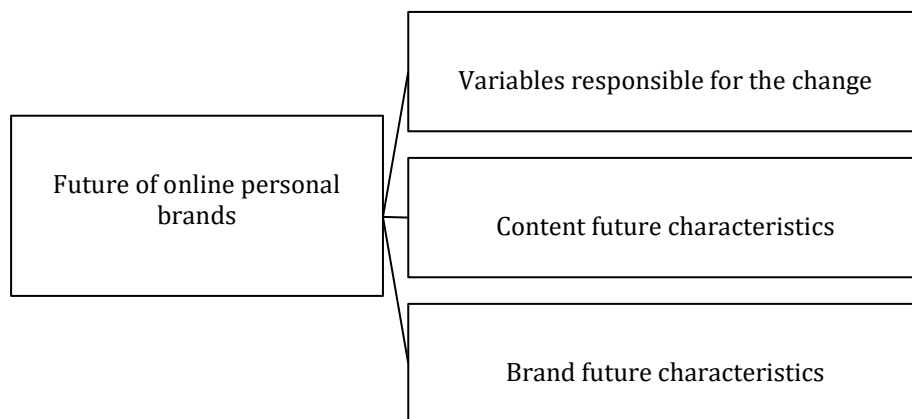 Variables responsible for the change
Future of online personal
brands
Content future characteristics
Brand future characteristics